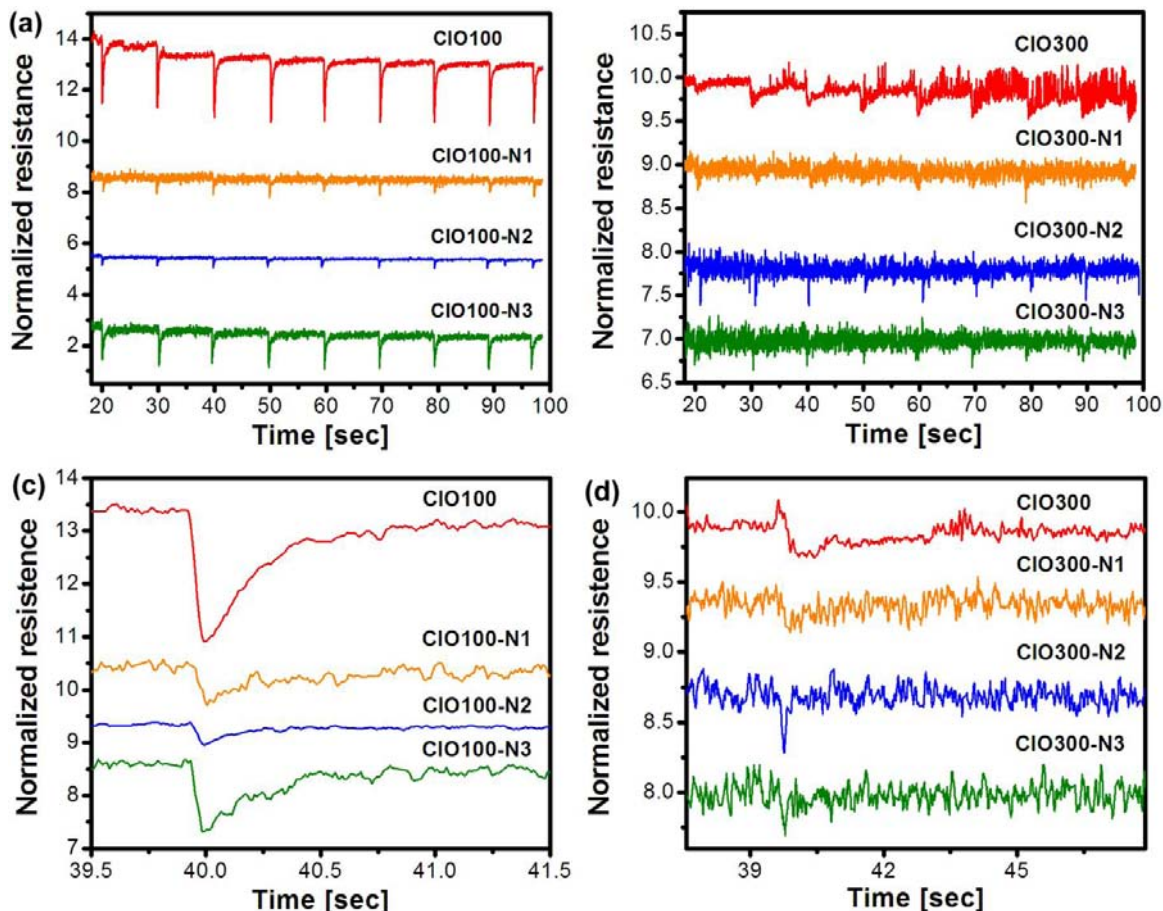 (a)
Normalized resistance
14
12
14
8
6
4
2
CIO100
CIO100-N1
CIO100-N2
CIO100-N3
20 30 40 50 60 70 80 90 100
Time [sec]
Normalized resistance
10.5
10.0
9.5
9.0
8.5
8.0
7.5
7.0
6.5
CIO300
CIO300-N1
CIO300-N2
CIO300-N3
20 30 40 50 60 70 80 90 100
Time [sec]
(c)
Normalized resistence
14
13
12
11
10
9
8
7
CIO100
CIO100-N1
CIO100-N2
CIO100-N3
39.5 40.0 40.5 41.0 41.5
Time [sec]
(d)
Normalized resistence
10.0
9.5
9.0
8.5
8.0
CIO300
CIO300-N1
CIO300-N2
CIO300-N3
39 42 45
Time [sec]